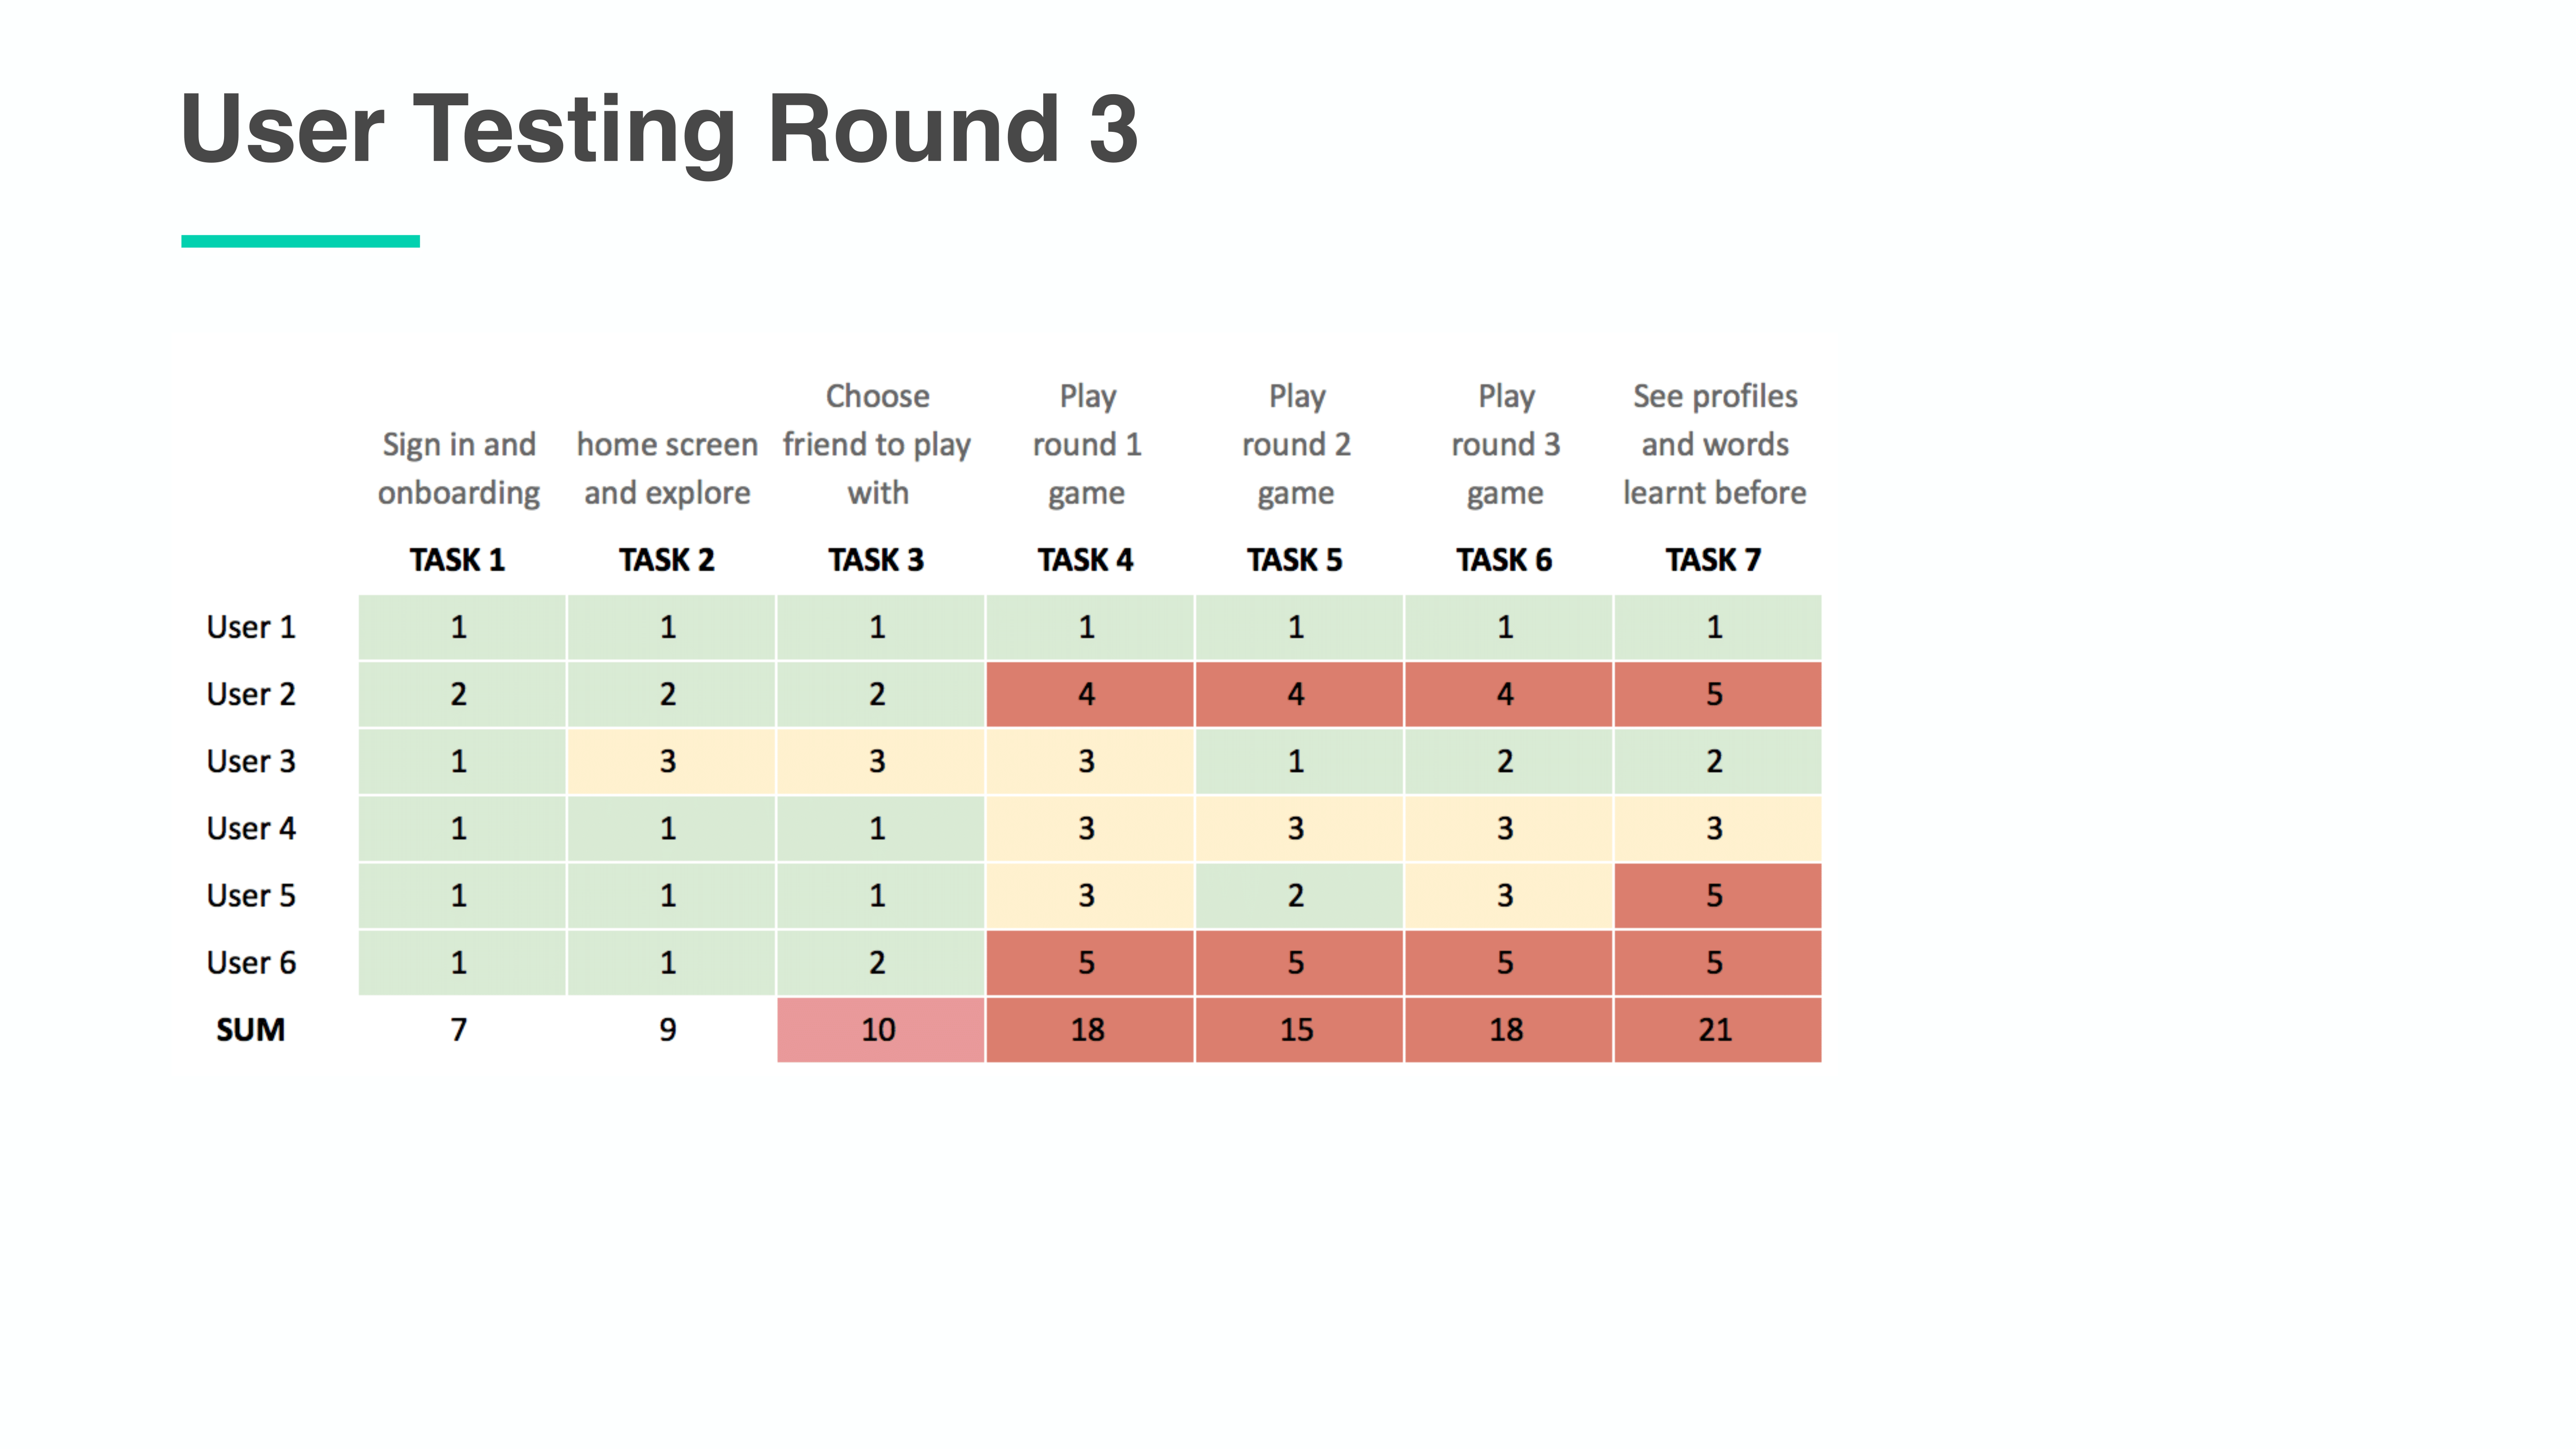 User Testing Round 3
Choose Play Play Play See profiles
Sign in and home screen friend to play round 1 round 2 round 3 and words
onboarding and explore with game game game learnt before
TASK 1 TASK 2 TASK 3 TASK 4 TASK 5 TASK 6 TASK 7
User 1 1 1 1 1 1 1 1
User 2 2 2 2 4 4 4 5
User 3 1 3 3 3 1 2 2
User 4 1 1 1 3 3 3 3
User 5 1 1 1 3 2 3 5
User 6 1 1 2 5 5 5 5
SUM 7 9 10 18 15 18 21